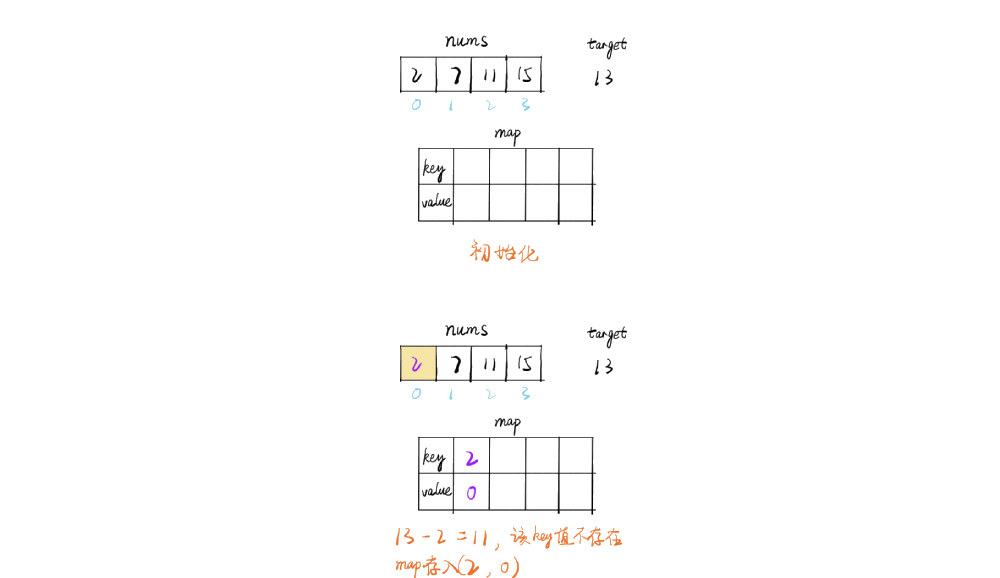 nums target
2 7 11 15 13
0 1 2 3
map
key
value
初始化
nums target
2 7 11 15 13
0 1 2 3
map
key 2
value 0
13-2=11, 该key值不存在
map存入(2, 0)